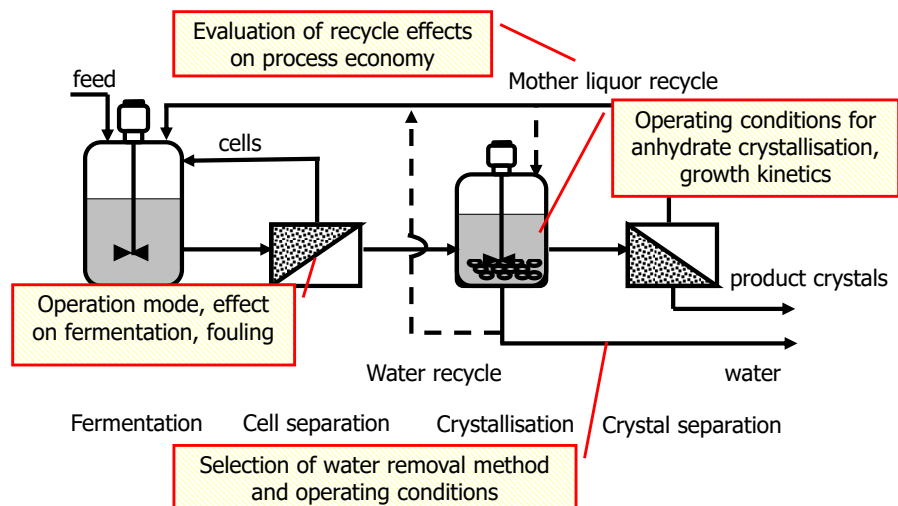 Evaluation of recycle effects
on process economy
feed
Mother liquor recycle
cells
Operating conditions for
anhydrate crystallisation,
growth kinetics
Operation mode, effect
on fermentation, fouling
product crystals
Water recycle
water
Fermentation
Cell separation
Crystallisation
Crystal separation
Selection of water removal method
and operating conditions